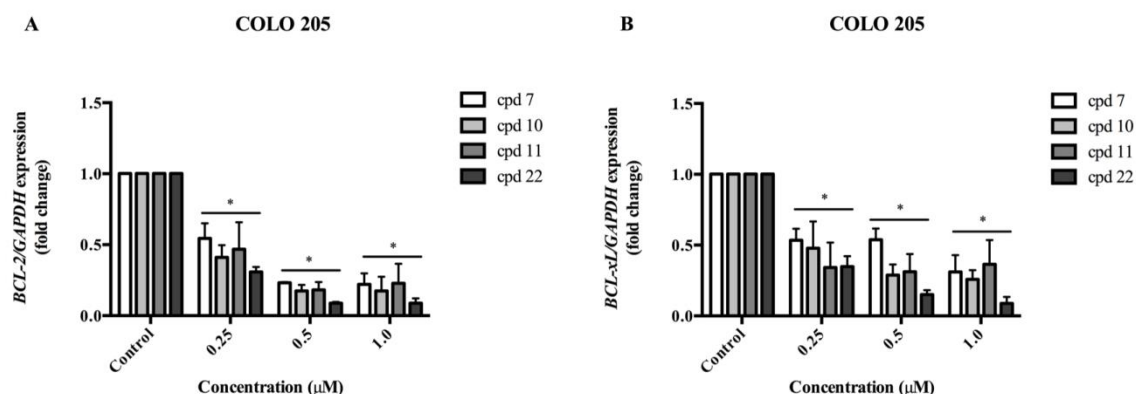 A
COLO 205
BCL-2/GAPDH expression
(fold change)
1.5
1.0
0.5
0.0
*
*
*
cpd 7
cpd 10
cpd 11
cpd 22
Control
0.25
0.5
1.0
Concentration (μM)
B
COLO 205
BCL-xL/GAPDH expression
(fold change)
1.5
1.0
0.5
0.0
*
*
*
cpd 7
cpd 10
cpd 11
cpd 22
Control
0.25
0.5
1.0
Concentration (μM)